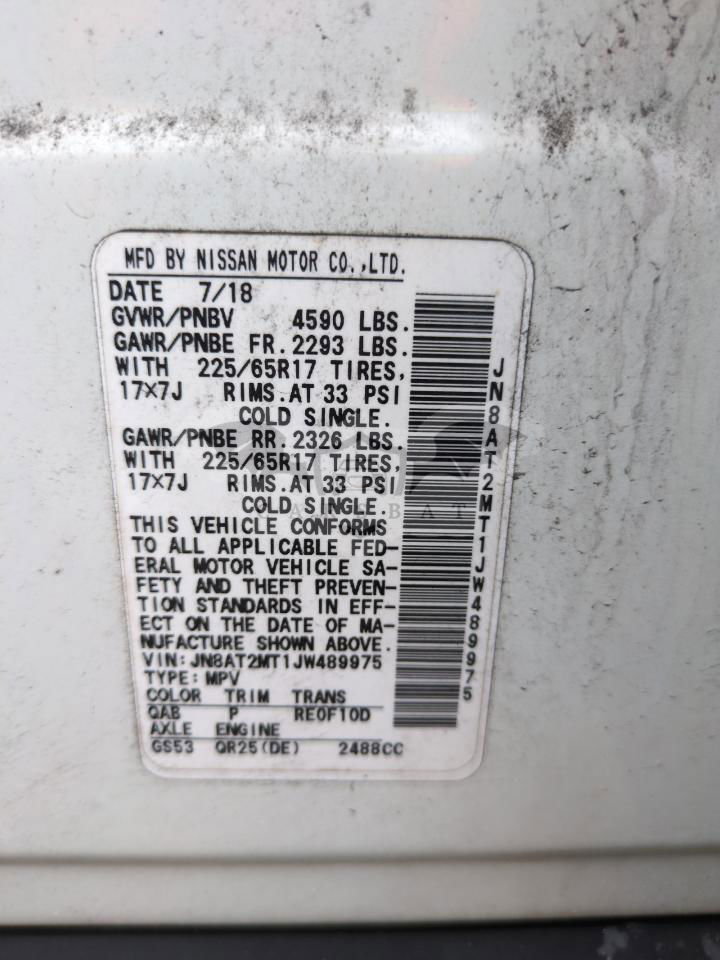 MFD BY NISSAN MOTOR CO.,LTD.
DATE 7/18
GVWR/PNBV 4590 LBS.
GAWR/PNBE FR. 2293 LBS.
WITH 225/65R17 TIRES,
17×7J RIMS.AT 33 PSI
COLD SINGLE.
GAWR/PNBE RR. 2326 LBS.
WITH 225/65R17 TIRES,
17×7J RIMS.AT 33 PSI
COLD SINGLE.
THIS VEHICLE CONFORMS
TO ALL APPLICABLE FED-
ERAL MOTOR VEHICLE SA-
FETY AND THEFT PREVEN-
TION STANDARDS IN EFF-
ECT ON THE DATE OF MA-
NUFACTURE SHOWN ABOVE.
VIN: JN8AT2MT1JW489975
TYPE: MPV
COLOR TRIM TRANS
QAB P RE0F10D
AXLE ENGINE
GS53 QR25(DE) 2488CC
JN8AT2MT1JW489975